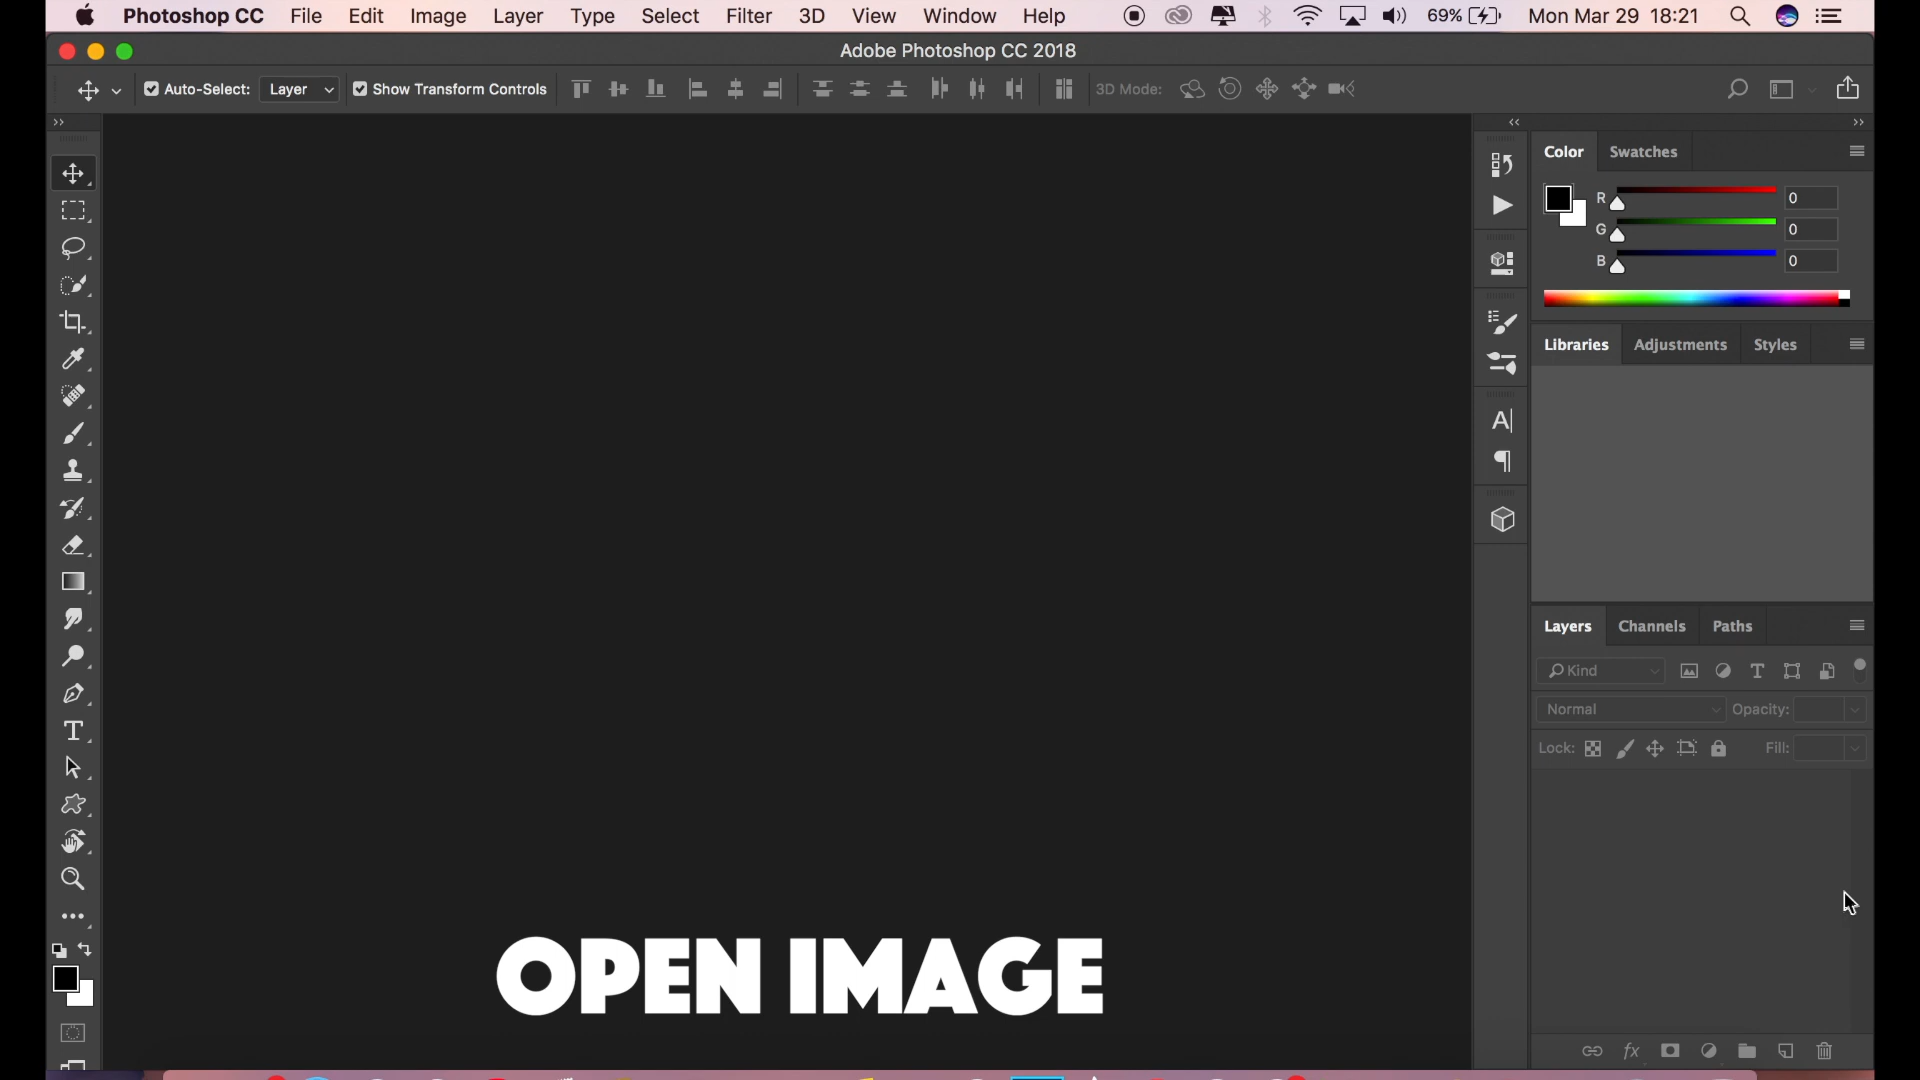 Photoshop CC File Edit Image Layer Type Select Filter 3D View Window Help 69% Mon Mar 29 18:21
Adobe Photoshop CC 2018
Auto-Select: Layer Show Transform Controls 3D Mode:
Color Swatches
R 0
G 0
B 0
Libraries Adjustments Styles
Layers Channels Paths
Kind
Normal Opacity:
Lock: Fill:
OPEN IMAGE